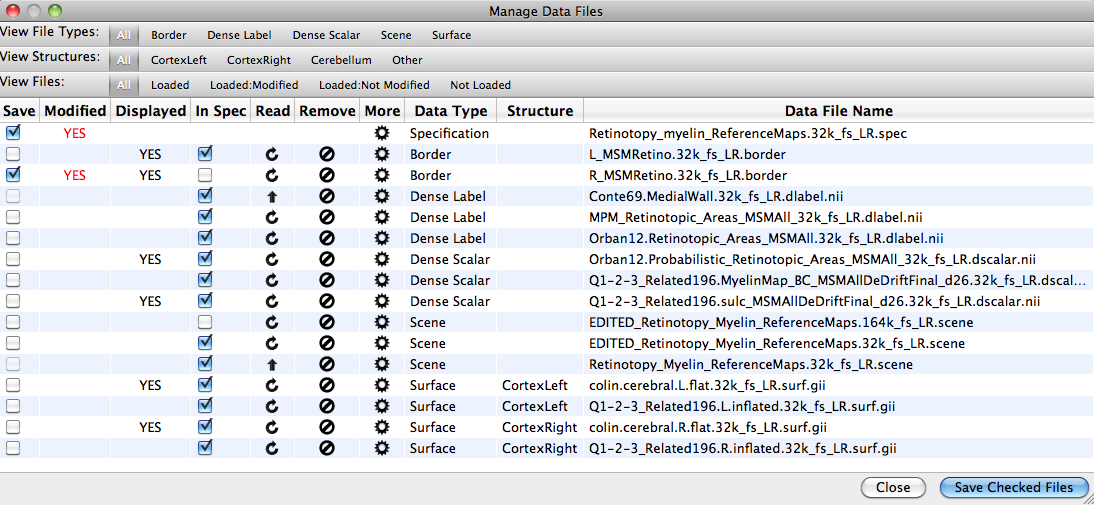 Manage Data Files
View File Types: All Border Dense Label Dense Scalar Scene Surface
View Structures: All CortexLeft CortexRight Cerebellum Other
View Files: All Loaded Loaded:Modified Loaded:Not Modified Not Loaded
Save Modified Displayed In Spec Read Remove More Data Type Structure Data File Name
YES Specification Retinotopy_myelin_ReferenceMaps.32k_fs_LR.spec
YES Border L_MSMRetino.32k_fs_LR.border
YES YES Border R_MSMRetino.32k_fs_LR.border
Dense Label Conte69.MedialWall.32k_fs_LR.dlabel.nii
Dense Label MPM_Retinotopic_Areas_MSMAll_32k_fs_LR.dlabel.nii
Dense Label Orban12.Retinotopic_Areas_MSMAll.32k_fs_LR.dlabel.nii
YES Dense Scalar Orban12.Probabilistic_Retinotopic_Areas_MSMAll_32k_fs_LR.dscalar.nii
Dense Scalar Q1-2-3_Related196.MyelinMap_BC_MSMAllDeDriftFinal_d26.32k_fs_LR.dscal...
YES Dense Scalar Q1-2-3_Related196.sulc_MSMAllDeDriftFinal_d26.32k_fs_LR.dscalar.nii
Scene EDITED_Retinotopy_Myelin_ReferenceMaps.164k_fs_LR.scene
Scene EDITED_Retinotopy_Myelin_ReferenceMaps.32k_fs_LR.scene
Scene Retinotopy_Myelin_ReferenceMaps.32k_fs_LR.scene
YES Surface CortexLeft colin.cerebral.L.flat.32k_fs_LR.surf.gii
Surface CortexLeft Q1-2-3_Related196.L.inflated.32k_fs_LR.surf.gii
YES Surface CortexRight colin.cerebral.R.flat.32k_fs_LR.surf.gii
Surface CortexRight Q1-2-3_Related196.R.inflated.32k_fs_LR.surf.gii
Close Save Checked Files